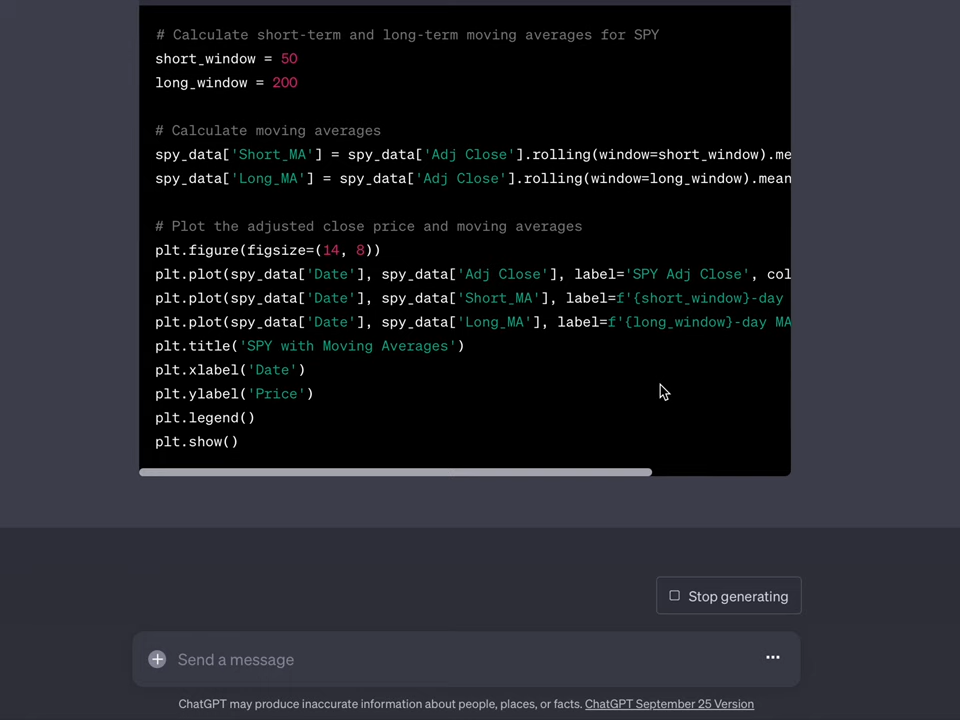 # Calculate short-term and long-term moving averages for SPY
short_window = 50
long_window = 200
# Calculate moving averages
spy_data['Short_MA'] = spy_data['Adj Close'].rolling(window=short_window).me
spy_data['Long_MA'] = spy_data['Adj Close'].rolling(window=long_window).mean
# Plot the adjusted close price and moving averages
plt.figure(figsize=(14, 8))
plt.plot(spy_data['Date'], spy_data['Adj Close'], label='SPY Adj Close', col
plt.plot(spy_data['Date'], spy_data['Short_MA'], label=f'{short_window}-day
plt.plot(spy_data['Date'], spy_data['Long_MA'], label=f'{long_window}-day MA
plt.title('SPY with Moving Averages')
plt.xlabel('Date')
plt.ylabel('Price')
plt.legend()
plt.show()
Stop generating
Send a message
ChatGPT may produce inaccurate information about people, places, or facts. ChatGPT September 25 Version